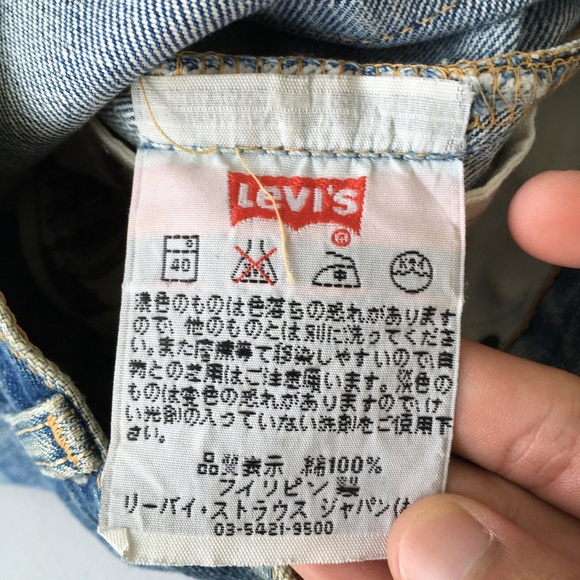 LEVI'S
®
40
濃色のものは色落ちの恐れがあります
ので、他のものとは別に洗ってくださ
い。また摩擦等で移染しやすいので白
物との着用はご注意願います。淡色の
ものは変色の恐れがありますのでけい
光剤の入っていない洗剤をご使用下
さい。
品質表示 綿100%
フィリピン 製
リーバイ・ストラウス ジャパン(
03-5421-9500